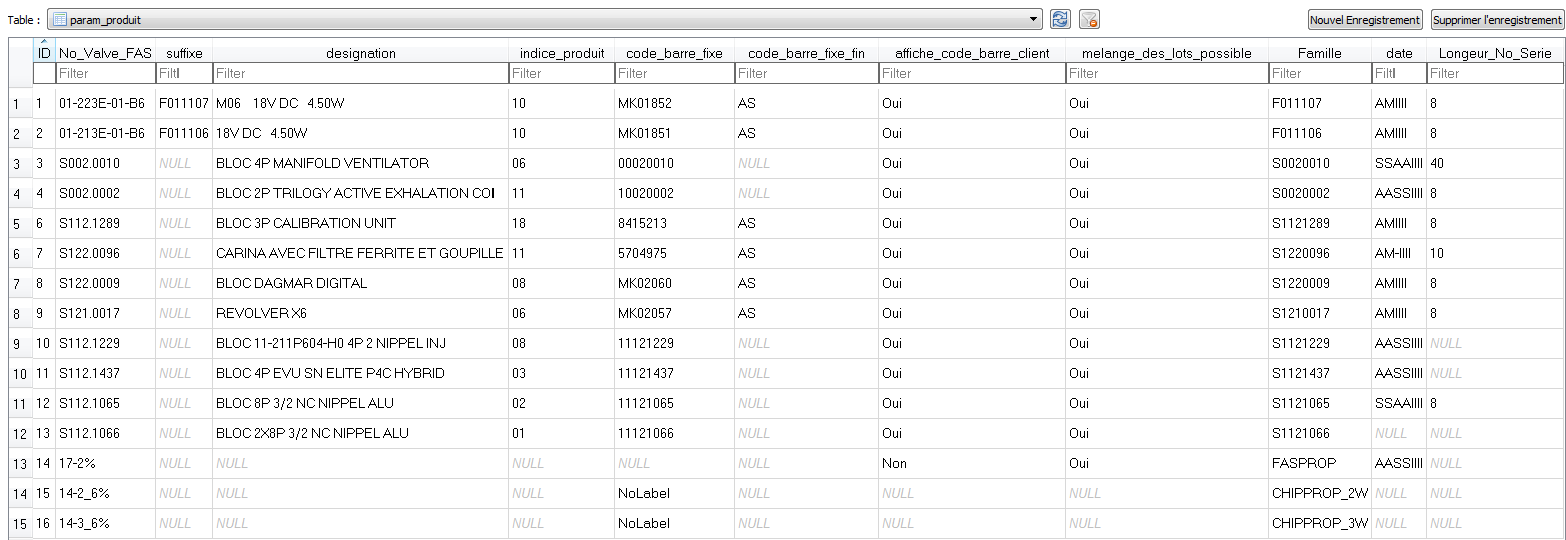 Table : param_produit Nouvel Enregistrement Supprimer l'enregistrement
ID No_Valve_FAS suffixe designation indice_produit code_barre_fixe code_barre_fixe_fin affiche_code_barre_client melange_des_lots_possible Famille date Longeur_No_Serie
Filter Filtl Filter Filter Filter Filter Filter Filter Filter Filtl Filter
1 1 01-223E-01-B6 F011107 M06 18V DC 4.50W 10 MK01852 AS Oui Oui F011107 AMIIII 8
2 2 01-213E-01-B6 F011106 18V DC 4.50W 10 MK01851 AS Oui Oui F011106 AMIIII 8
3 3 S002.0010 NULL BLOC 4P MANIFOLD VENTILATOR 06 00020010 NULL Oui Oui S0020010 SSAAIIII 40
4 4 S002.0002 NULL BLOC 2P TRILOGY ACTIVE EXHALATION COI 11 10020002 NULL Oui Oui S0020002 AASSIIII 8
5 6 S112.1289 NULL BLOC 3P CALIBRATION UNIT 18 8415213 AS Oui Oui S1121289 AMIIII 8
6 7 S122.0096 NULL CARINA AVEC FILTRE FERRITE ET GOUPILLE 11 5704975 AS Oui Oui S1220096 AM-IIII 10
7 8 S122.0009 NULL BLOC DAGMAR DIGITAL 08 MK02060 AS Oui Oui S1220009 AMIIII 8
8 9 S121.0017 NULL REVOLVER X6 06 MK02057 AS Oui Oui S1210017 AMIIII 8
9 10 S112.1229 NULL BLOC 11-211P604-H0 4P 2 NIPPEL INJ 08 11121229 NULL Oui Oui S1121229 AASSIIII NULL
10 11 S112.1437 NULL BLOC 4P EVU SN ELITE P4C HYBRID 03 11121437 NULL Oui Oui S1121437 AASSIIII NULL
11 12 S112.1065 NULL BLOC 8P 3/2 NC NIPPEL ALU 02 11121065 NULL Oui Oui S1121065 SSAAIIII 8
12 13 S112.1066 NULL BLOC 2X8P 3/2 NC NIPPEL ALU 01 11121066 NULL Oui Oui S1121066 NULL NULL
13 14 17-2% NULL NULL NULL NULL NULL Non Oui FASPROP AASSIIII NULL
14 15 14-2_6% NULL NULL NULL NoLabel NULL NULL NULL CHIPPROP_2W NULL NULL
15 16 14-3_6% NULL NULL NULL NoLabel NULL NULL NULL CHIPPROP_3W NULL NULL